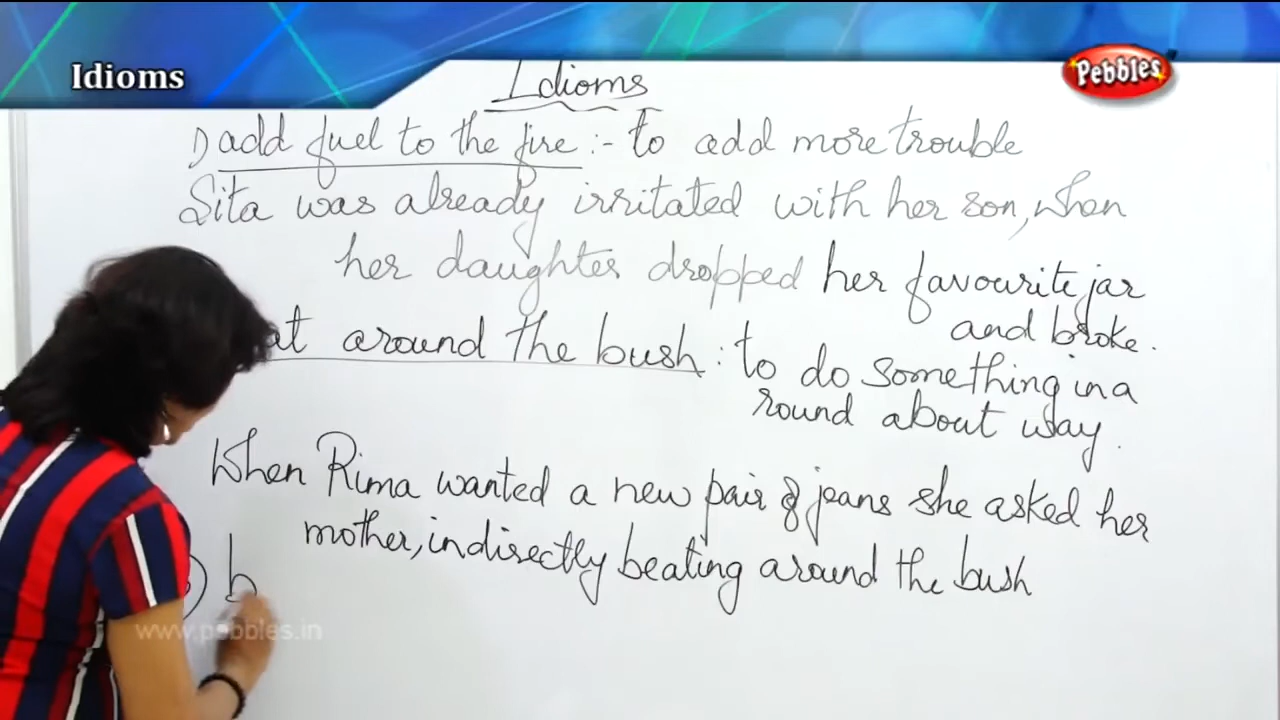 Idioms
Pebbles
Idioms
1) add fuel to the fire :- to add more trouble
Sita was already irritated with her son, when
her daughter dropped her favourite jar
and broke.
at around the bush : to do something in a
round about way.
When Rima wanted a new pair of jeans she asked her
mother, indirectly beating around the bush
) b
www.pebbles.in